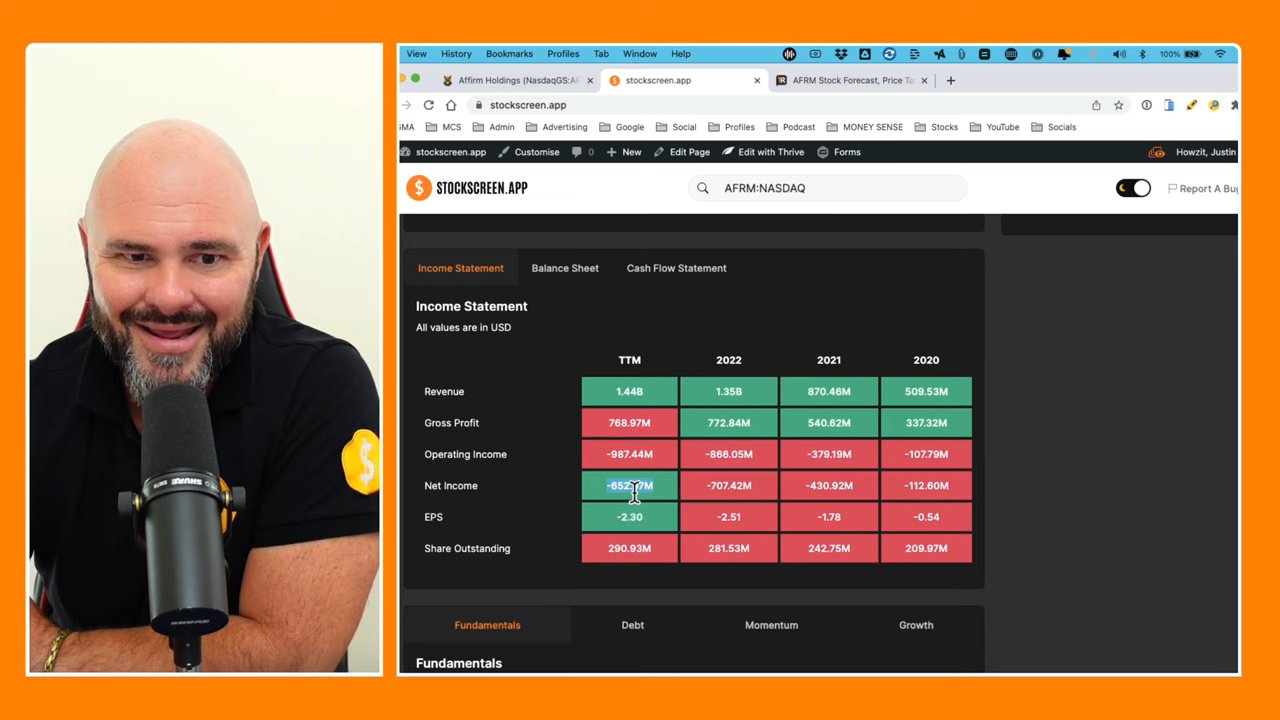 View History Bookmarks Profiles Tab Window Help 100%
Affirm Holdings (NasdaqGS:AF stockscreen.app AFRM Stock Forecast, Price Ta
stockscreen.app
MA MCS Admin Advertising Google Social Profiles Podcast MONEY SENSE Stocks YouTube Socials
stockscreen.app Customise 0 New Edit Page Edit with Thrive Forms Howzit, Justin
$ STOCKSCREEN.APP AFRM:NASDAQ Report A Bug
Income Statement Balance Sheet Cash Flow Statement
Income Statement
All values are in USD
TTM 2022 2021 2020
Revenue 1.44B 1.35B 870.46M 509.53M
Gross Profit 768.97M 772.84M 540.62M 337.32M
Operating Income -987.44M -866.05M -379.19M -107.79M
Net Income -707.42M -430.92M -112.60M
EPS -2.30 -2.51 -1.78 -0.54
Share Outstanding 290.93M 281.53M 242.75M 209.97M
Fundamentals Debt Momentum Growth
Fundamentals
SHURE
$